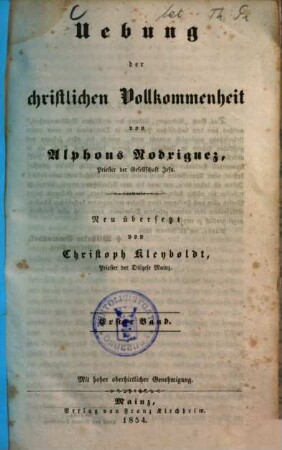 Uebung
der
christlichen Vollkommenheit
von
Alphons Rodriguez,
Priester der Gesellschaft Jesu.
Neu übersetzt
von
Christoph Kleyboldt,
Priester der Diözese Mainz.
Erster Band.
Mit hoher oberhirtlicher Genehmigung.
Mainz,
Verlag von Franz Kirchheim.
1854.